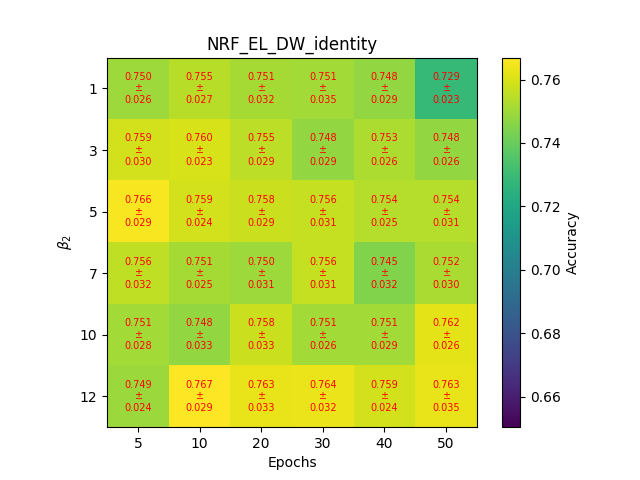 NRF_EL_DW_identity
0.750 0.755 0.751 0.751 0.748 0.729
± ± ± ± ± ±
0.026 0.027 0.032 0.035 0.029 0.023
1
0.759 0.760 0.755 0.748 0.753 0.748
± ± ± ± ± ±
0.030 0.023 0.029 0.029 0.026 0.026
3
0.766 0.759 0.758 0.756 0.754 0.754
± ± ± ± ± ±
0.029 0.024 0.029 0.031 0.025 0.031
5
0.756 0.751 0.750 0.756 0.745 0.752
± ± ± ± ± ±
0.032 0.025 0.031 0.031 0.032 0.030
7
0.751 0.748 0.758 0.751 0.751 0.762
± ± ± ± ± ±
0.028 0.033 0.033 0.026 0.029 0.026
10
0.749 0.767 0.763 0.764 0.759 0.763
± ± ± ± ± ±
0.024 0.029 0.033 0.032 0.024 0.035
12
β₂
5 10 20 30 40 50
Epochs
0.76
0.74
0.72
0.70
0.68
0.66
Accuracy